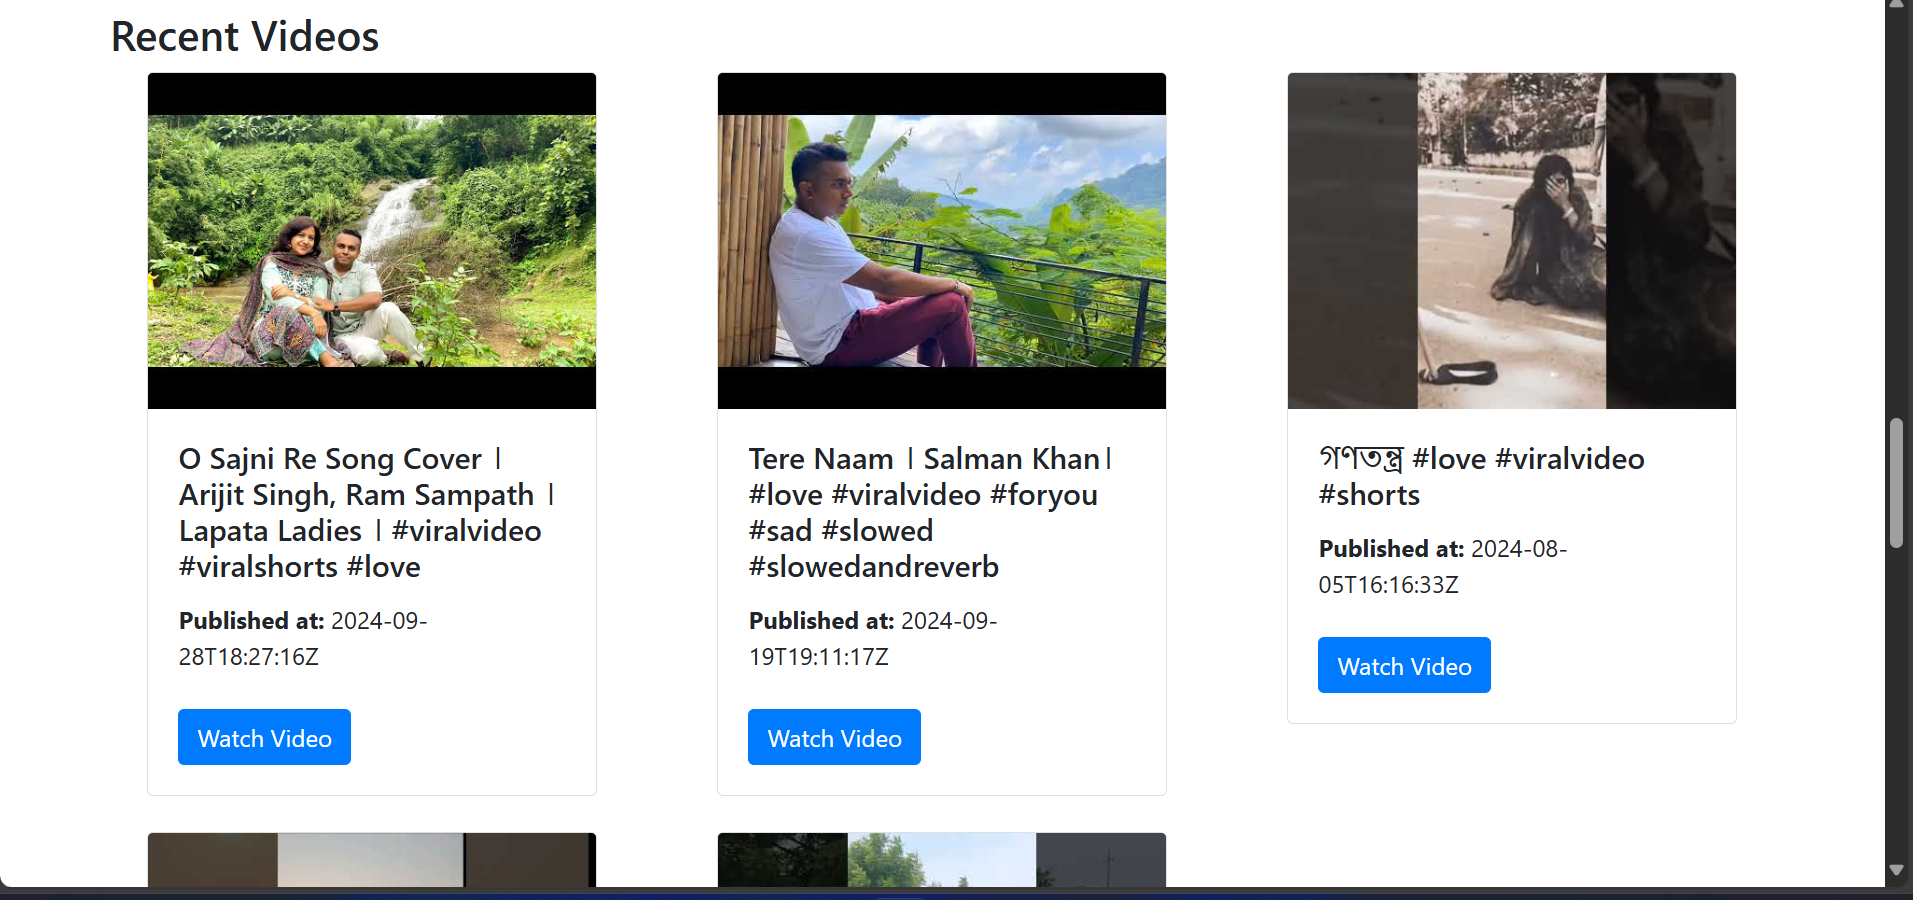 Recent Videos
O Sajni Re Song Cover |
Arijit Singh, Ram Sampath |
Lapata Ladies | #viralvideo
#viralshorts #love
Published at: 2024-09-
28T18:27:16Z
Watch Video
Tere Naam | Salman Khan|
#love #viralvideo #foryou
#sad #slowed
#slowedandreverb
Published at: 2024-09-
19T19:11:17Z
Watch Video
গণতন্ত্র #love #viralvideo
#shorts
Published at: 2024-08-
05T16:16:33Z
Watch Video